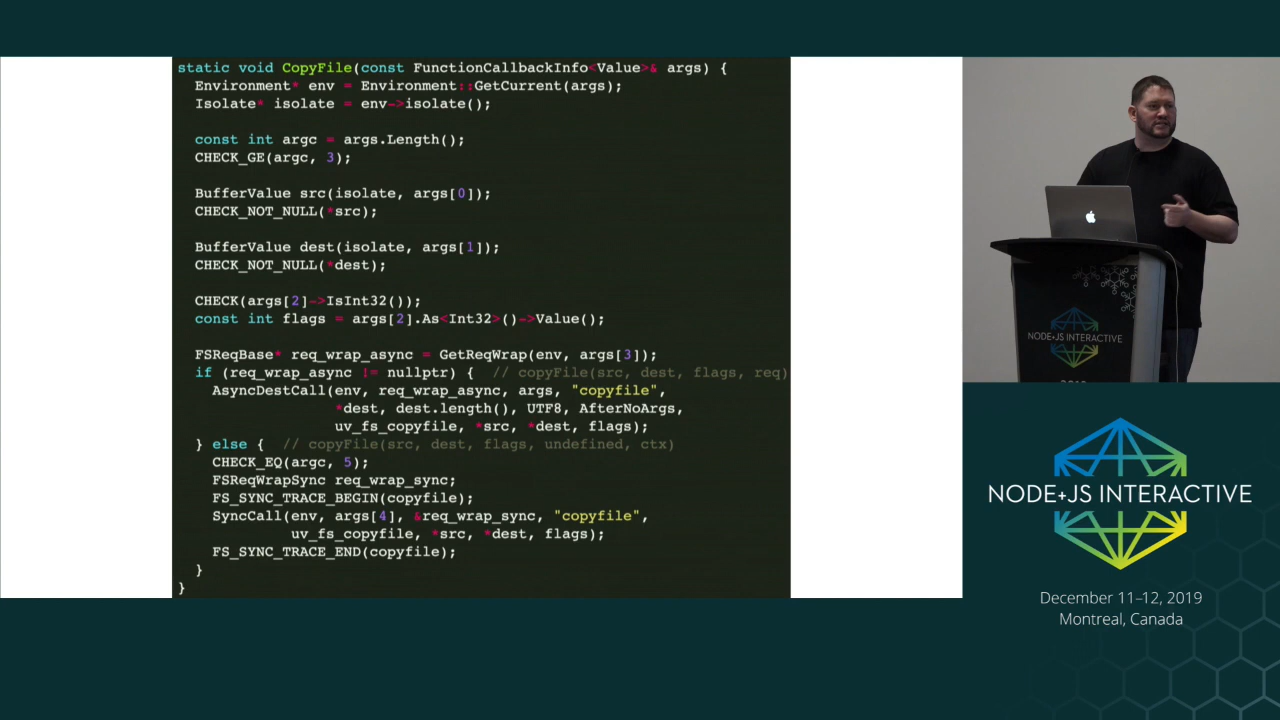 static void CopyFile(const FunctionCallbackInfo<Value>& args) {
  Environment* env = Environment::GetCurrent(args);
  Isolate* isolate = env->isolate();
  const int argc = args.Length();
  CHECK_GE(argc, 3);
  BufferValue src(isolate, args[0]);
  CHECK_NOT_NULL(*src);
  BufferValue dest(isolate, args[1]);
  CHECK_NOT_NULL(*dest);
  CHECK(args[2]->IsInt32());
  const int flags = args[2].As<Int32>()->Value();
  FSReqBase* req_wrap_async = GetReqWrap(env, args[3]);
  if (req_wrap_async != nullptr) {  // copyFile(src, dest, flags, req)
    AsyncDestCall(env, req_wrap_async, args, "copyfile",
                  *dest, dest.length(), UTF8, AfterNoArgs,
                  uv_fs_copyfile, *src, *dest, flags);
  } else {  // copyFile(src, dest, flags, undefined, ctx)
    CHECK_EQ(argc, 5);
    FSReqWrapSync req_wrap_sync;
    FS_SYNC_TRACE_BEGIN(copyfile);
    SyncCall(env, args[4], &req_wrap_sync, "copyfile",
             uv_fs_copyfile, *src, *dest, flags);
    FS_SYNC_TRACE_END(copyfile);
  }
}
NODE+JS INTERACTIVE
NODE+JS INTERACTIVE
December 11–12, 2019
Montreal, Canada